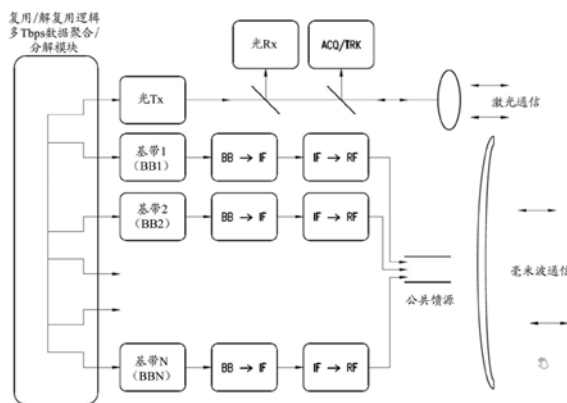 复用/解复用逻辑
多Tbps数据聚合/
分解模块
光Rx
ACQ/TRK
光Tx
激光通信
基带1
(BB1)
BB → IF
IF → RF
基带2
(BB2)
BB → IF
IF → RF
公共馈源
毫米波通信
基带N
(BBN)
BB → IF
IF → RF